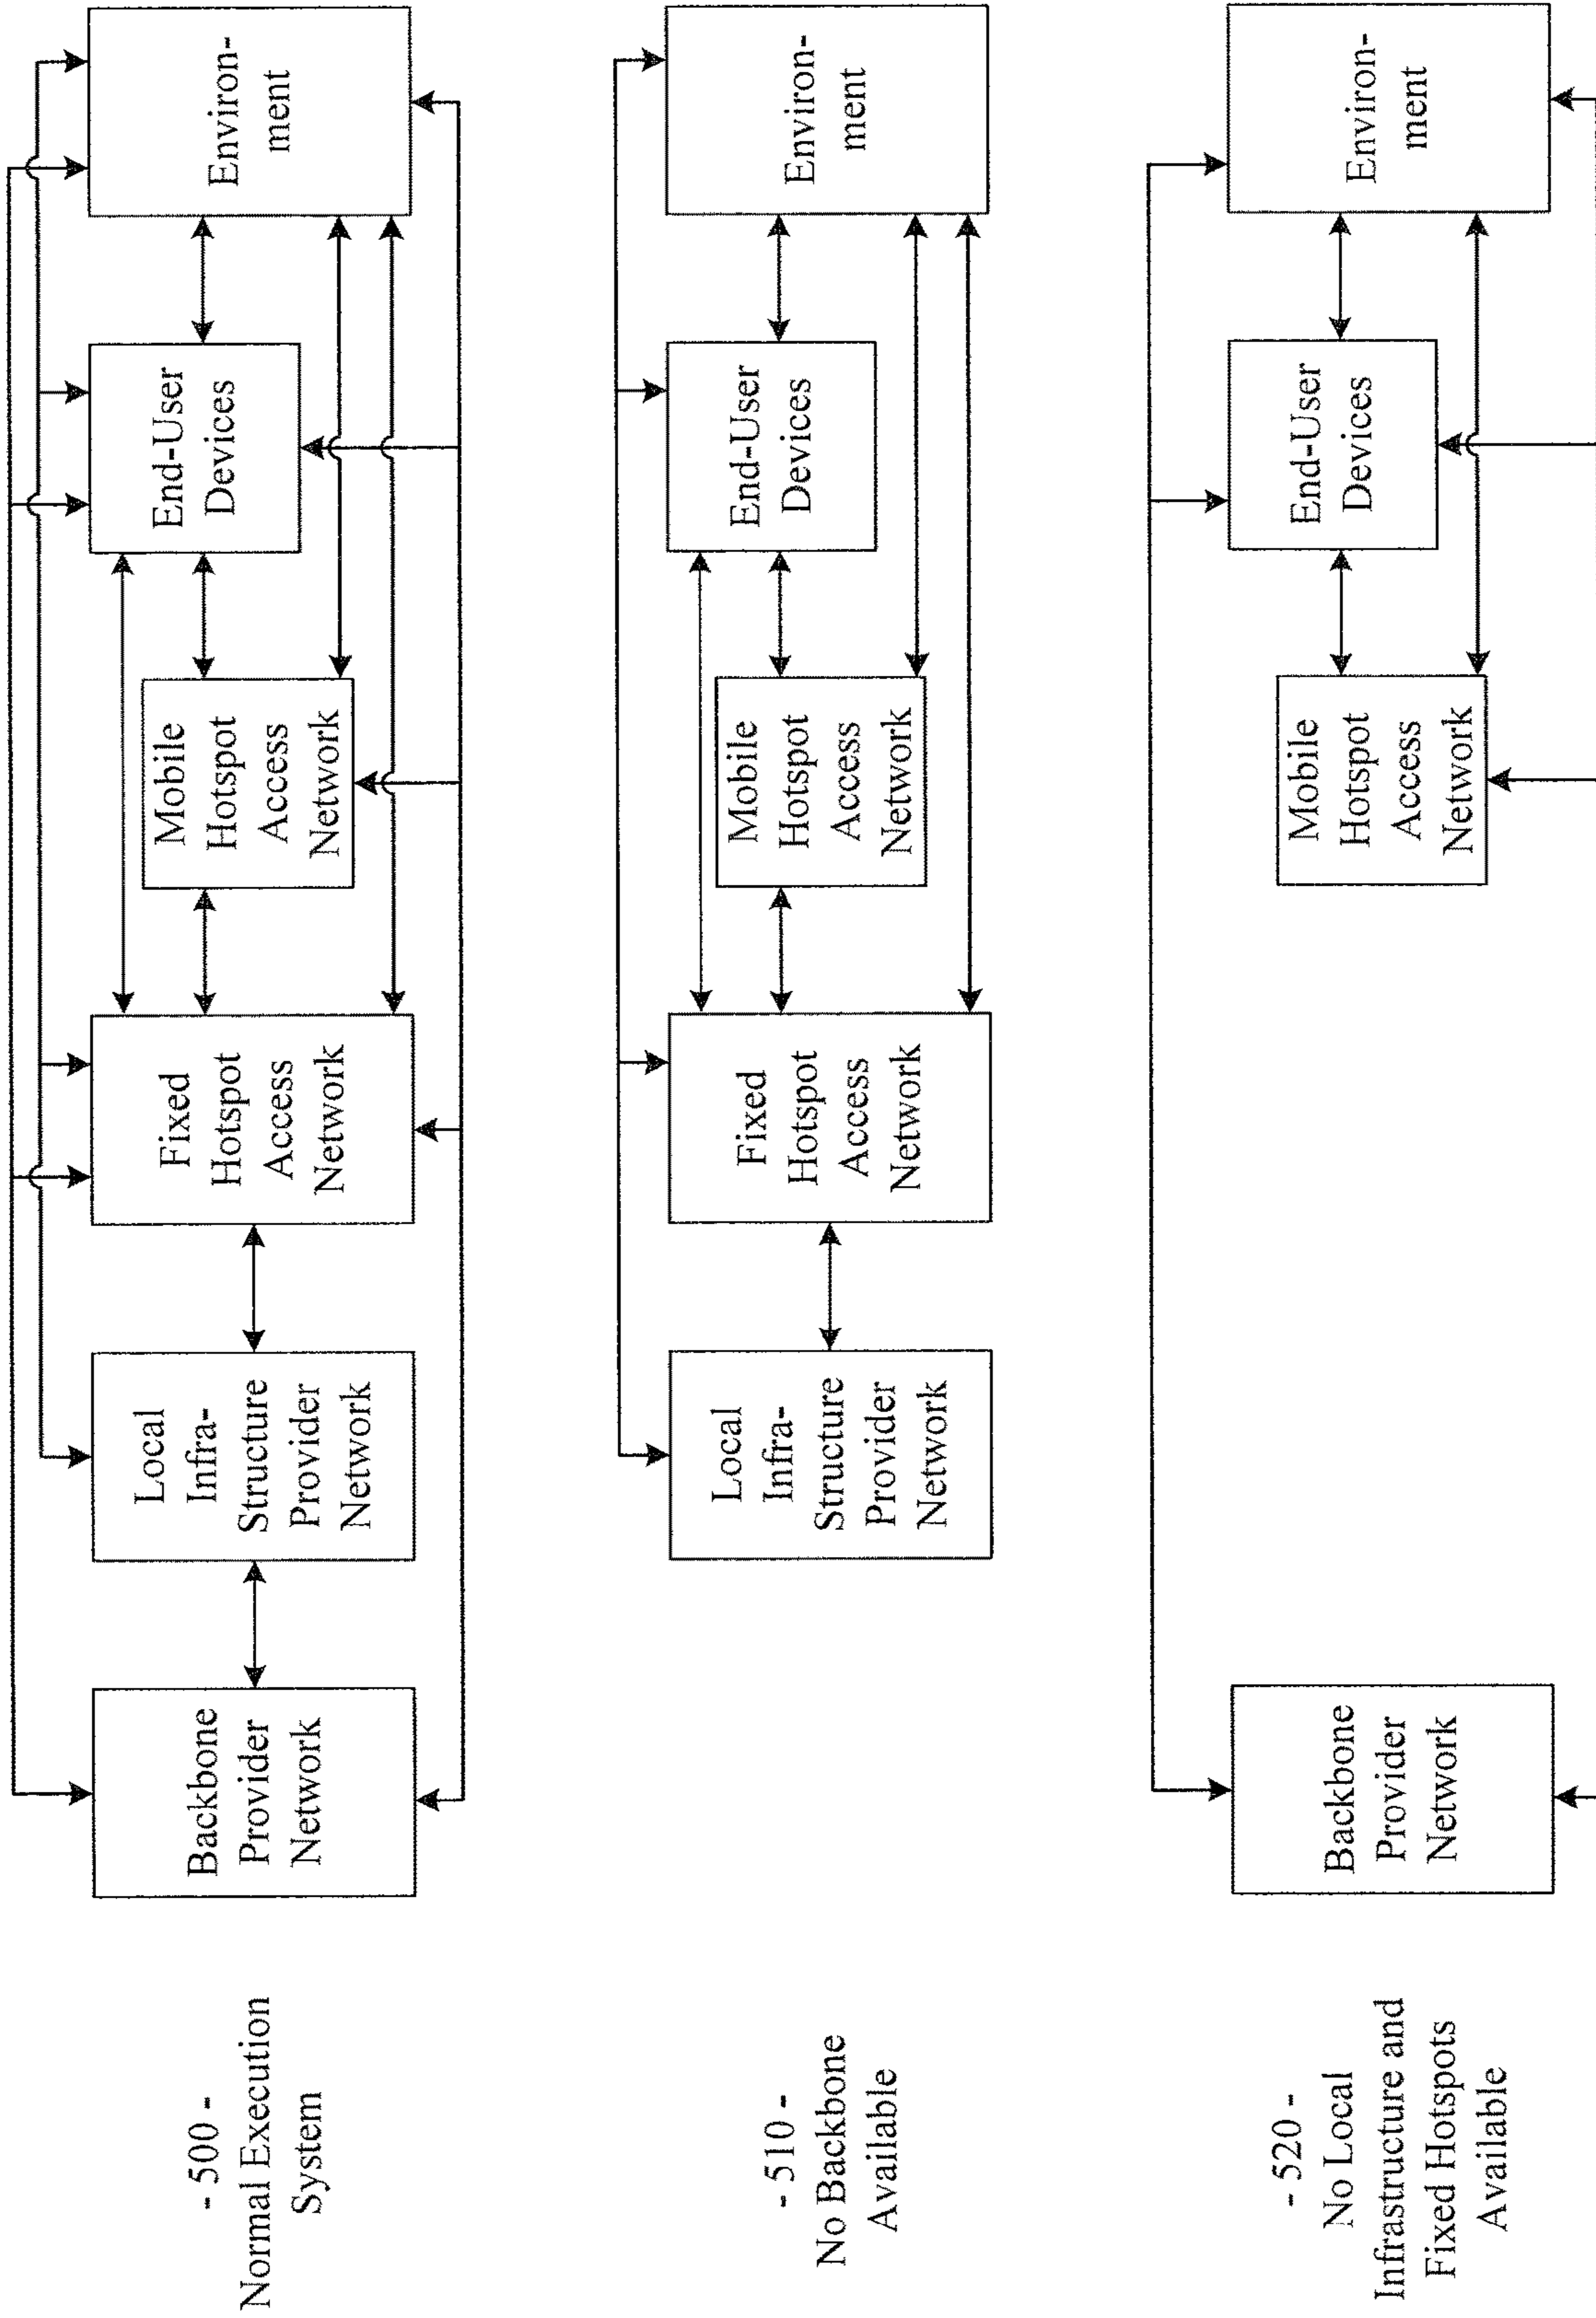 - 500 -
Normal Execution
System
Backbone
Provider
Network
Local
Infra-
Structure
Provider
Network
Fixed
Hotspot
Access
Network
Mobile
Hotspot
Access
Network
End-User
Devices
Environ-
ment
- 510 -
No Backbone
Available
Local
Infra-
Structure
Provider
Network
Fixed
Hotspot
Access
Network
Mobile
Hotspot
Access
Network
End-User
Devices
Environ-
ment
- 520 -
No Local
Infrastructure and
Fixed Hotspots
Available
Backbone
Provider
Network
Mobile
Hotspot
Access
Network
End-User
Devices
Environ-
ment